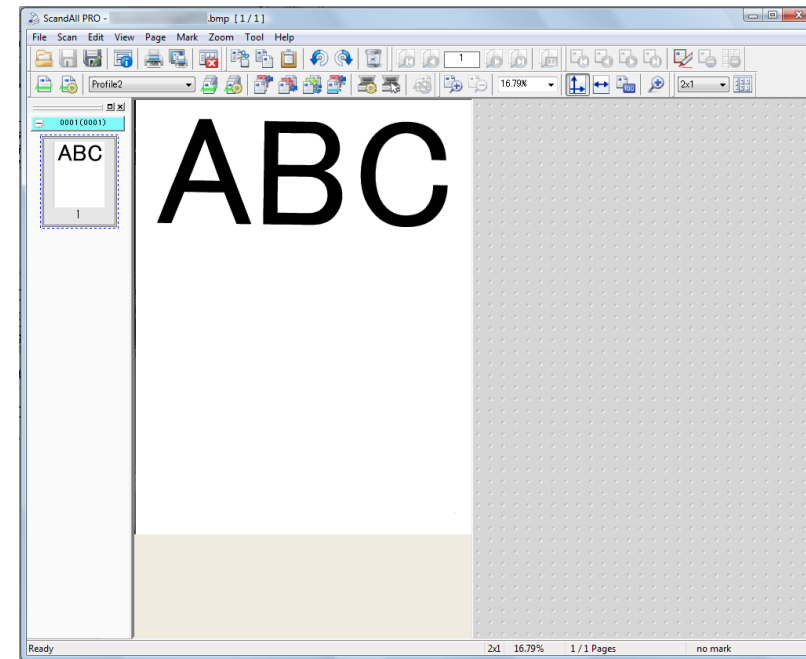 ScandAll PRO - .bmp [1/1]
File Scan Edit View Page Mark Zoom Tool Help
1
Profile2 16.79% 100 2x1
0001(0001)
ABC
1
ABC
Ready 2x1 16.79% 1 / 1 Pages no mark